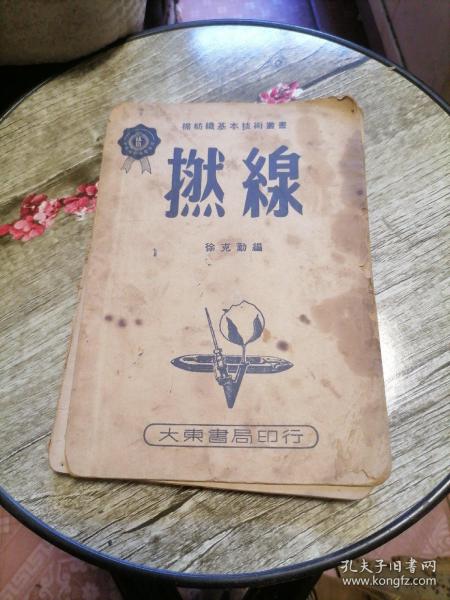 棉紡織基本技術叢書
撚線
徐克勤編
大東書局印行
孔夫子旧书网
www.kongfz.com